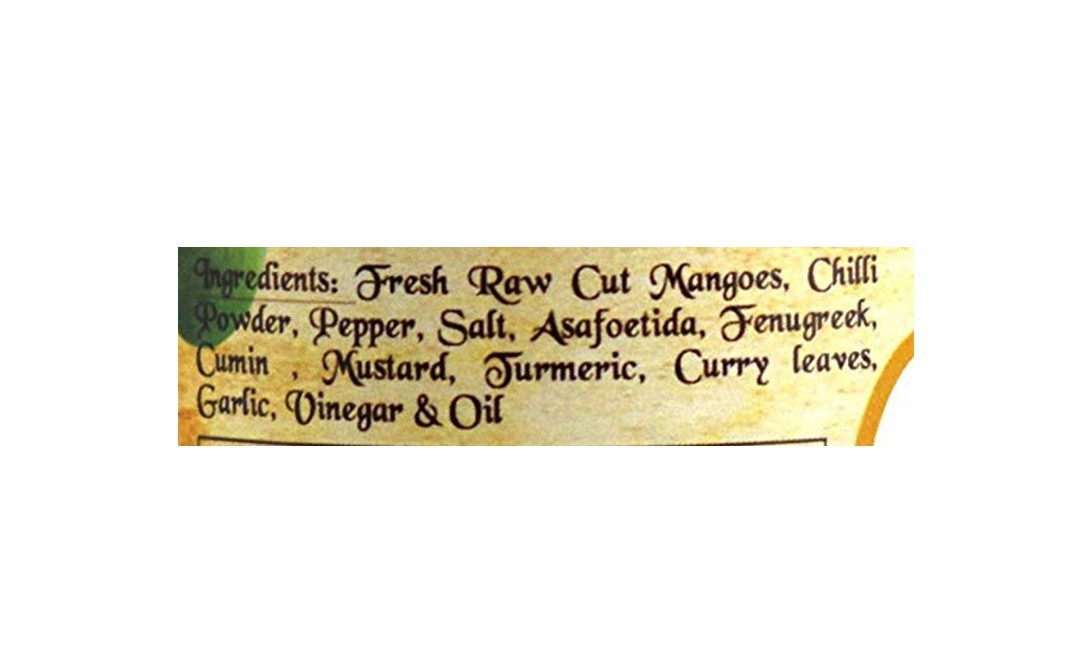 Ingredients: Fresh Raw Cut Mangoes, Chilli
Powder, Pepper, Salt, Asafoetida, Fenugreek,
Cumin , Mustard, Turmeric, Curry leaves,
Garlic, Vinegar & Oil